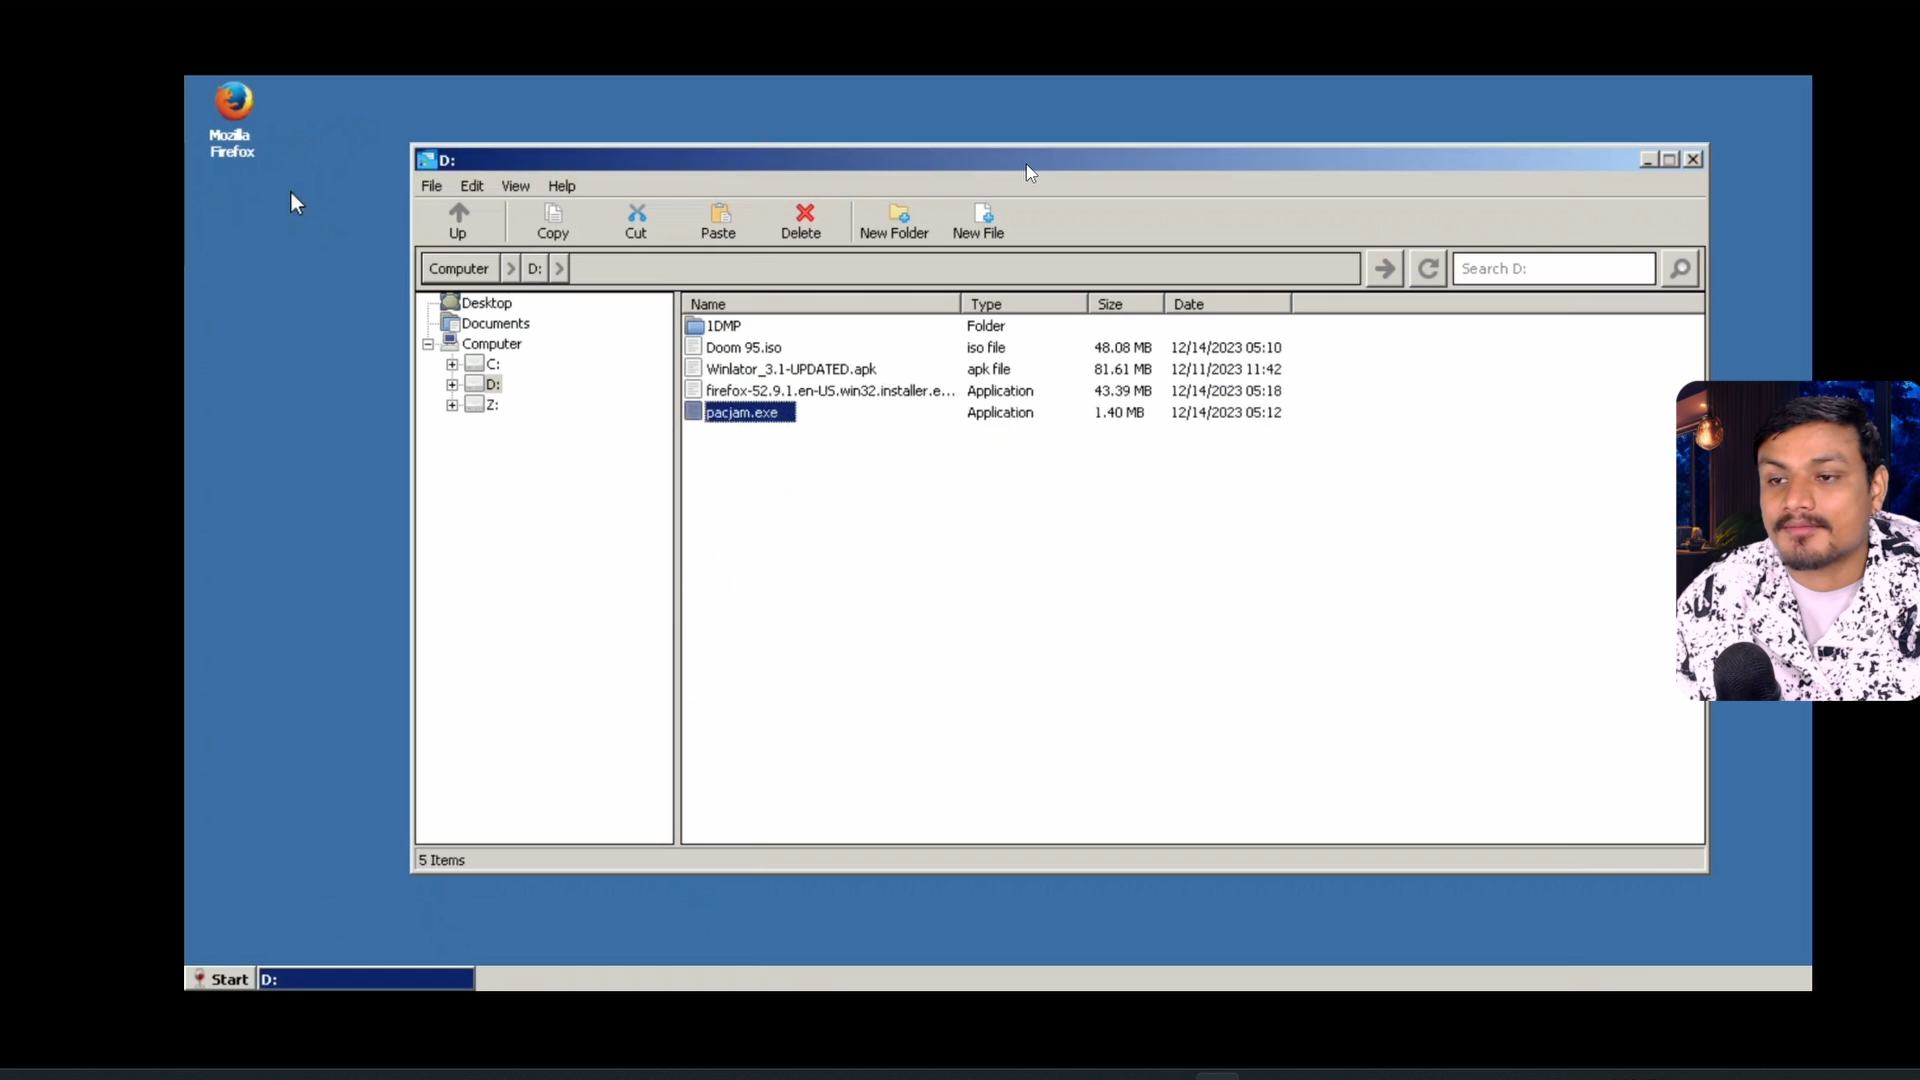 Mozilla
Firefox
D:
File Edit View Help
Up Copy Cut Paste Delete New Folder New File
Computer D: Search D:
Desktop
Documents
Computer
C:
D:
Z:
Name Type Size Date
1DMP Folder
Doom 95.iso iso file 48.08 MB 12/14/2023 05:10
Winlator_3.1-UPDATED.apk apk file 81.61 MB 12/11/2023 11:42
firefox-52.9.1.en-US.win32.installer.e... Application 43.39 MB 12/14/2023 05:18
pacjam.exe Application 1.40 MB 12/14/2023 05:12
5 Items
Start D: